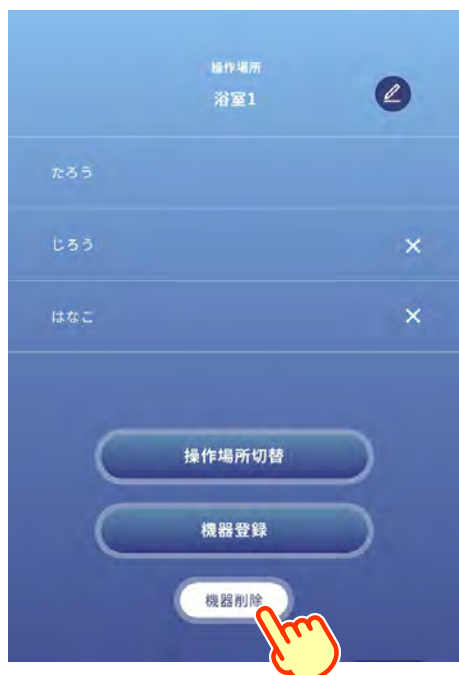 操作場所
浴室1
たろう
じろう
はなこ
操作場所切替
機器登録
機器削除